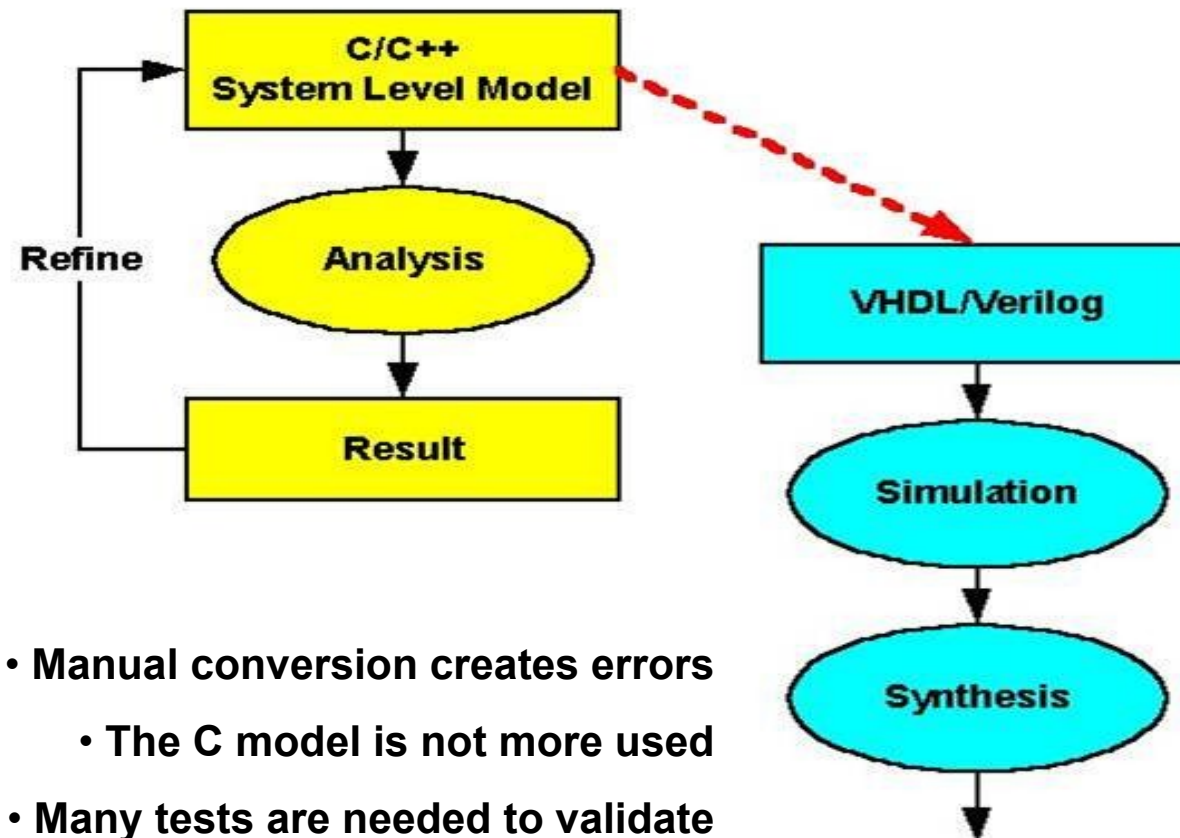 C/C++
System Level Model
Refine
Analysis
Result
VHDL/Verilog
Simulation
Synthesis
• Manual conversion creates errors
• The C model is not more used
• Many tests are needed to validate